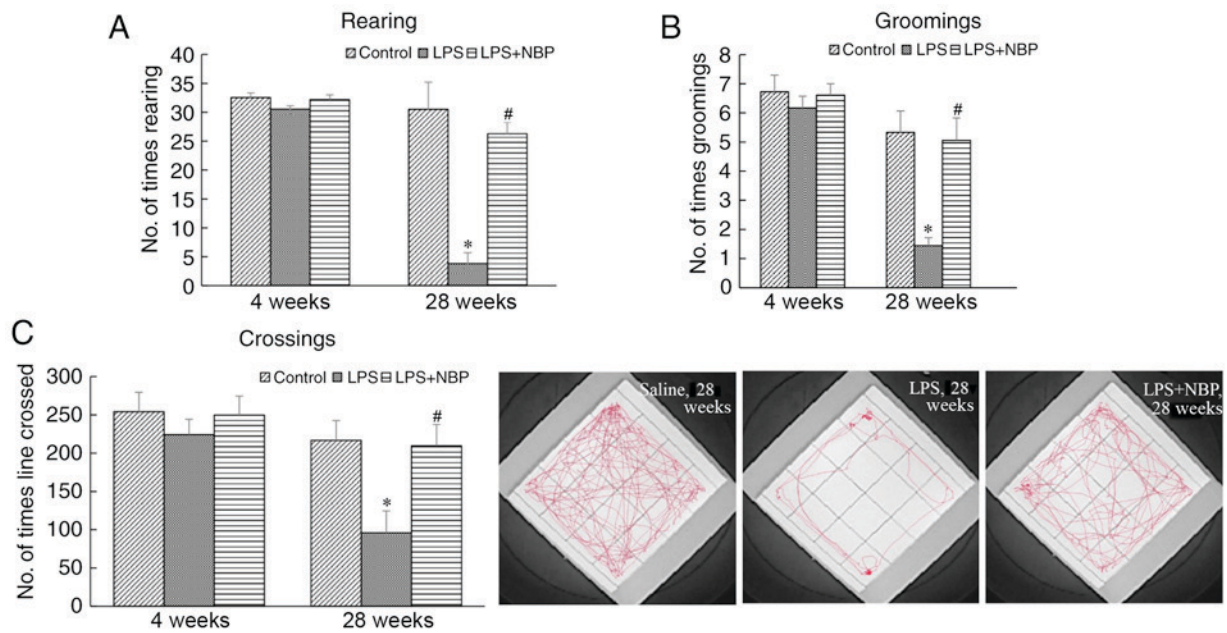 A
Rearing
Control LPS LPS+NBP
No. of times rearing
40
35
30
25
20
15
10
5
0
*
#
4 weeks
28 weeks
B
Groomings
Control LPS LPS+NBP
No. of times groomings
8
7
6
5
4
3
2
1
0
*
#
4 weeks
28 weeks
C
Crossings
Control LPS LPS+NBP
No. of times line crossed
300
250
200
150
100
50
0
*
#
4 weeks
28 weeks
Saline, 28
weeks
LPS, 28
weeks
LPS+NBP,
28 weeks